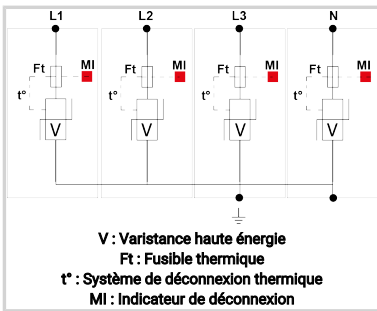 L1 L2 L3 N
Ft MI Ft MI Ft MI Ft MI
t° t° t° t°
V V V V
V : Varistance haute énergie
Ft : Fusible thermique
t° : Système de déconnexion thermique
MI : Indicateur de déconnexion